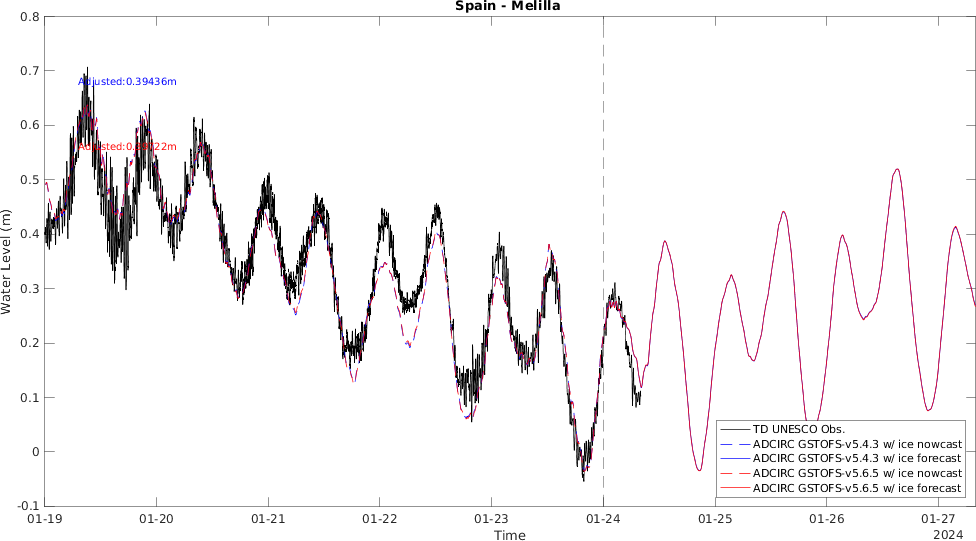 Spain - Melilla
0.8
0.7
0.6
0.5
0.4
0.3
0.2
0.1
0
-0.1
Water Level (m)
Adjusted:0.39436m
TD UNESCO Obs.
ADCIRC GSTOFS-v5.4.3 w/ ice nowcast
ADCIRC GSTOFS-v5.4.3 w/ ice forecast
ADCIRC GSTOFS-v5.6.5 w/ ice nowcast
ADCIRC GSTOFS-v5.6.5 w/ ice forecast
01-19 01-20 01-21 01-22 01-23 01-24 01-25 01-26 01-27
Time
2024